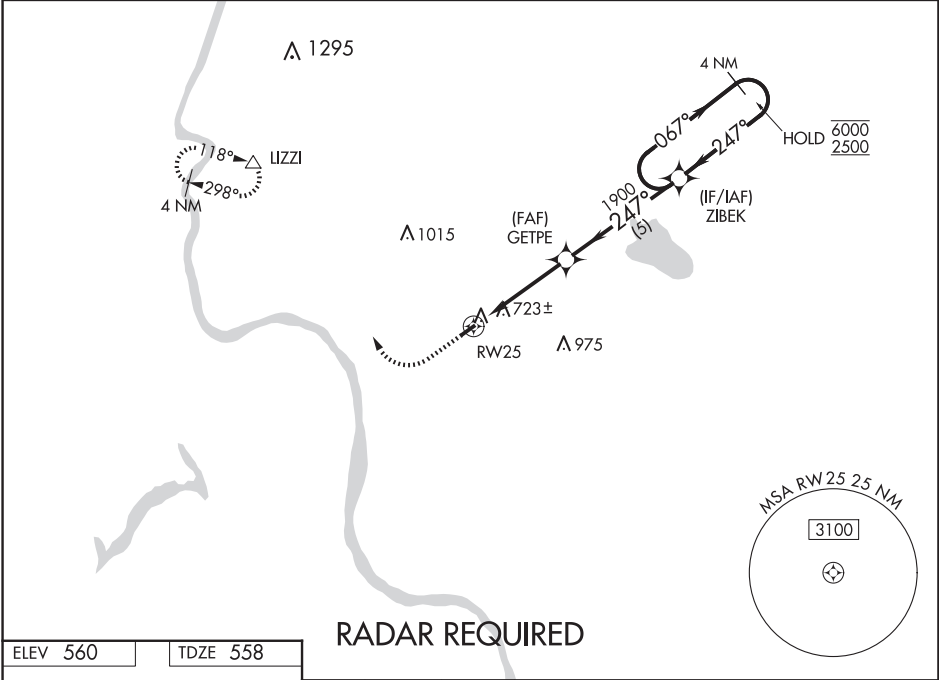 1295
4 NM
067°
247°
HOLD 6000
2500
118°
LIZZI
298°
4 NM
1900
247°
(5)
(IF/IAF)
ZIBEK
(FAF)
GETPE
1015
723±
975
RW25
MSA RW25 25 NM
3100
RADAR REQUIRED
ELEV 560
TDZE 558